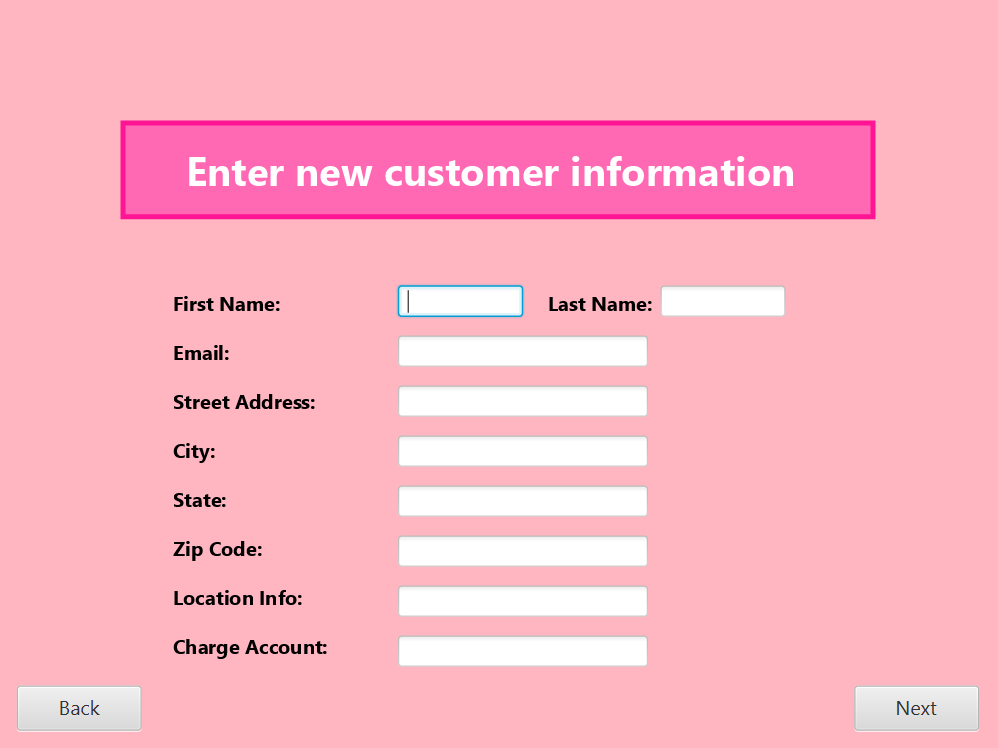 Enter new customer information
First Name: Last Name:
Email:
Street Address:
City:
State:
Zip Code:
Location Info:
Charge Account:
Back Next